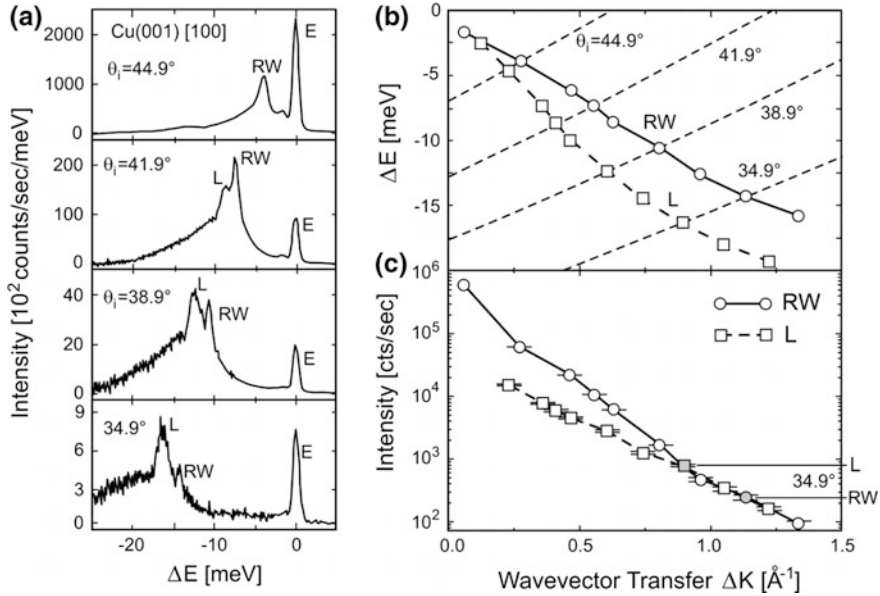 (a)
Cu(001) [100]
θi=44.9°
E
RW
2000
1000
0
θi=41.9°
L
RW
E
200
100
0
θi=38.9°
L
RW
E
40
20
0
34.9°
L
RW
E
9
6
3
0
-20
-10
0
Intensity [10² counts/sec/meV]
ΔE [meV]
(b)
0
-5
-10
-15
ΔE [meV]
θi=44.9°
41.9°
38.9°
34.9°
RW
L
(c)
10⁶
10⁵
10⁴
10³
10²
Intensity [cts/sec]
RW
L
L
34.9°
RW
0.0
0.5
1.0
1.5
Wavevector Transfer ΔK [Å⁻¹]